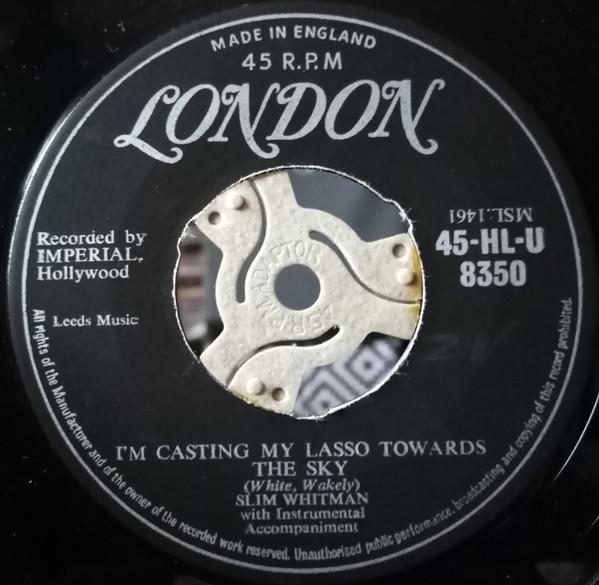 MADE IN ENGLAND
45 R.P.M
LONDON
MSL.1461
Recorded by
IMPERIAL,
Hollywood
45-HL-U
8350
Leeds Music
45 R.P.M ADAPTOR
I'M CASTING MY LASSO TOWARDS
THE SKY
(White, Wakely)
SLIM WHITMAN
with Instrumental
Accompaniment
All rights of the Manufacturer and of the owner of the recorded work reserved. Unauthorised public performance, broadcasting and copying of this record prohibited.